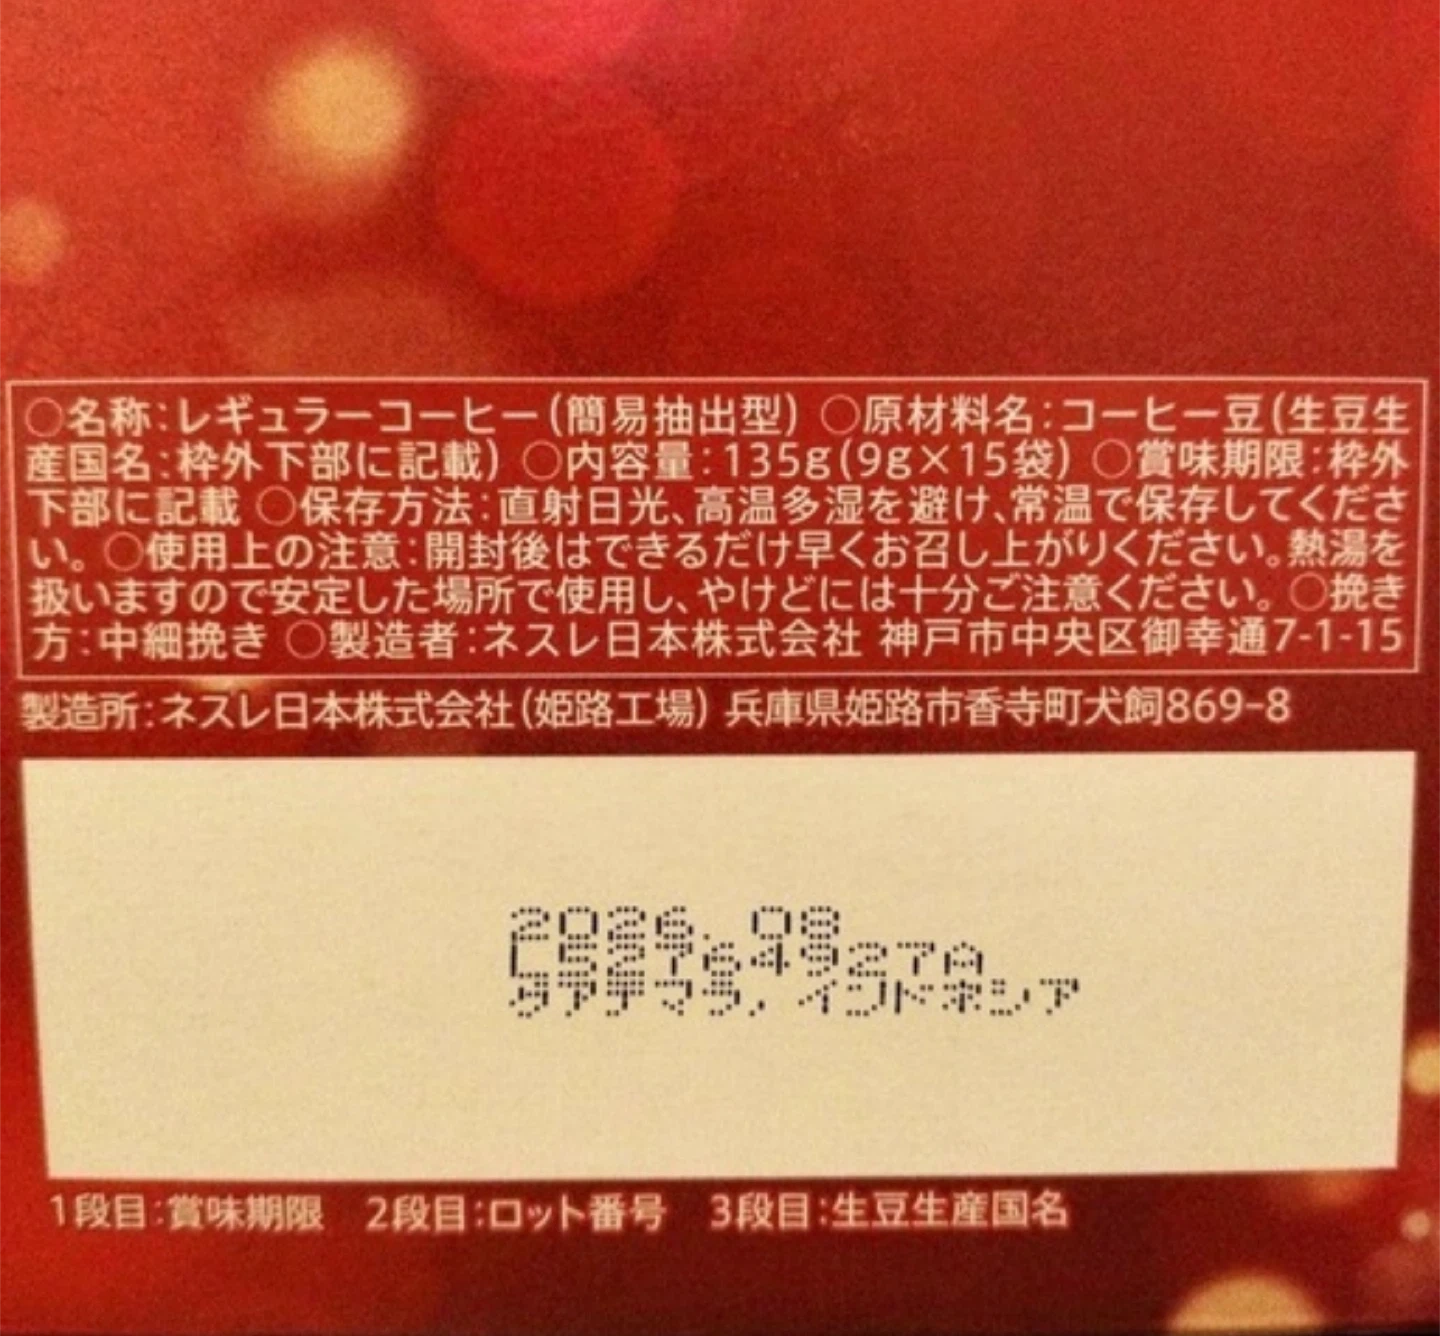 ○名称:レギュラーコーヒー(簡易抽出型) ○原材料名:コーヒー豆(生豆生
産国名:枠外下部に記載) ○内容量:135g(9g×15袋) ○賞味期限:枠外
下部に記載 ○保存方法:直射日光、高温多湿を避け、常温で保存してくださ
い。○使用上の注意:開封後はできるだけ早くお召し上がりください。熱湯を
扱いますので安定した場所で使用し、やけどには十分ご注意ください。○挽き
方:中細挽き ○製造者:ネスレ日本株式会社 神戸市中央区御幸通7-1-15
製造所:ネスレ日本株式会社(姫路工場) 兵庫県姫路市香寺町犬飼869-8
2026. 08
L52764927A
グアテマラ, インドネシア
1段目:賞味期限 2段目:ロット番号 3段目:生豆生産国名